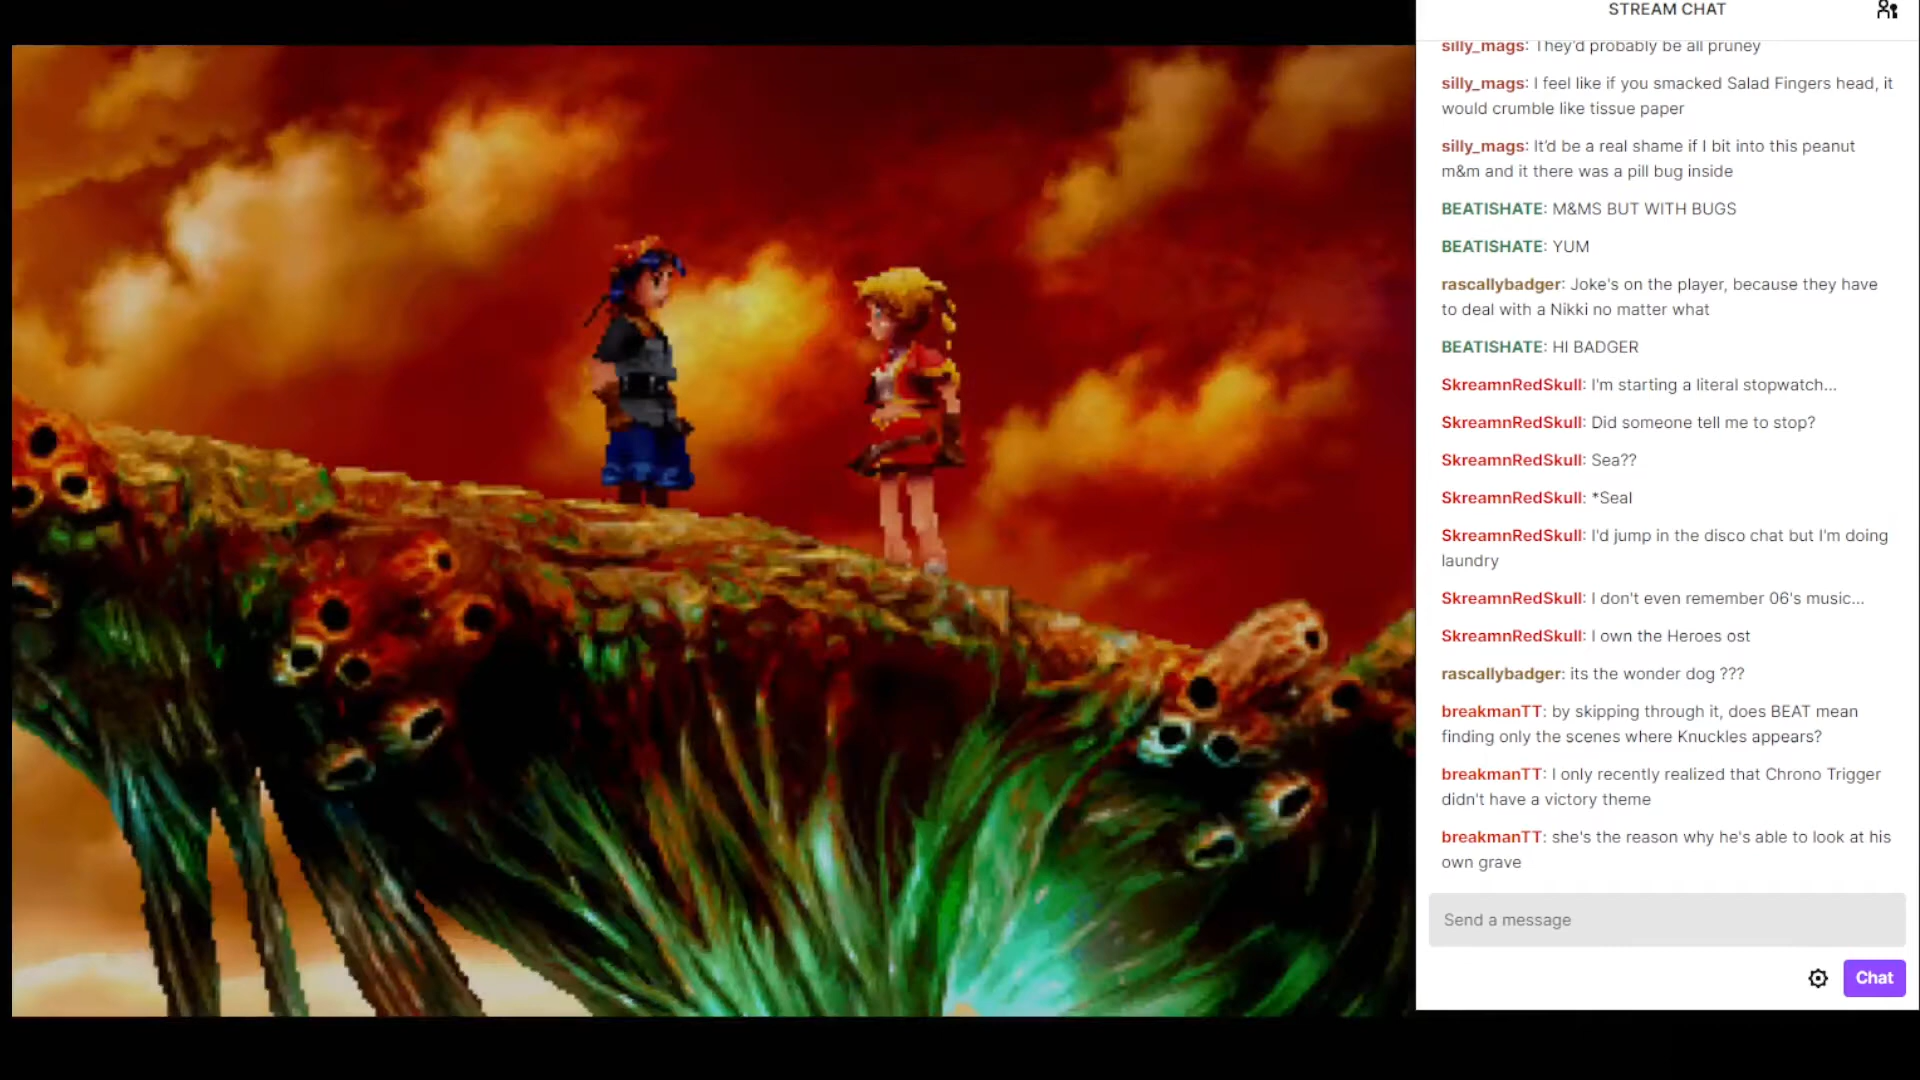 STREAM CHAT
silly_mags: They'd probably be all pruney
silly_mags: I feel like if you smacked Salad Fingers head, it
would crumble like tissue paper
silly_mags: It'd be a real shame if I bit into this peanut
m&m and it there was a pill bug inside
BEATISHATE: M&MS BUT WITH BUGS
BEATISHATE: YUM
rascallybadger: Joke's on the player, because they have
to deal with a Nikki no matter what
BEATISHATE: HI BADGER
SkreamnRedSkull: I'm starting a literal stopwatch...
SkreamnRedSkull: Did someone tell me to stop?
SkreamnRedSkull: Sea??
SkreamnRedSkull: *Seal
SkreamnRedSkull: I'd jump in the disco chat but I'm doing
laundry
SkreamnRedSkull: I don't even remember 06's music...
SkreamnRedSkull: I own the Heroes ost
rascallybadger: its the wonder dog ???
breakmanTT: by skipping through it, does BEAT mean
finding only the scenes where Knuckles appears?
breakmanTT: I only recently realized that Chrono Trigger
didn't have a victory theme
breakmanTT: she's the reason why he's able to look at his
own grave
Send a message
Chat